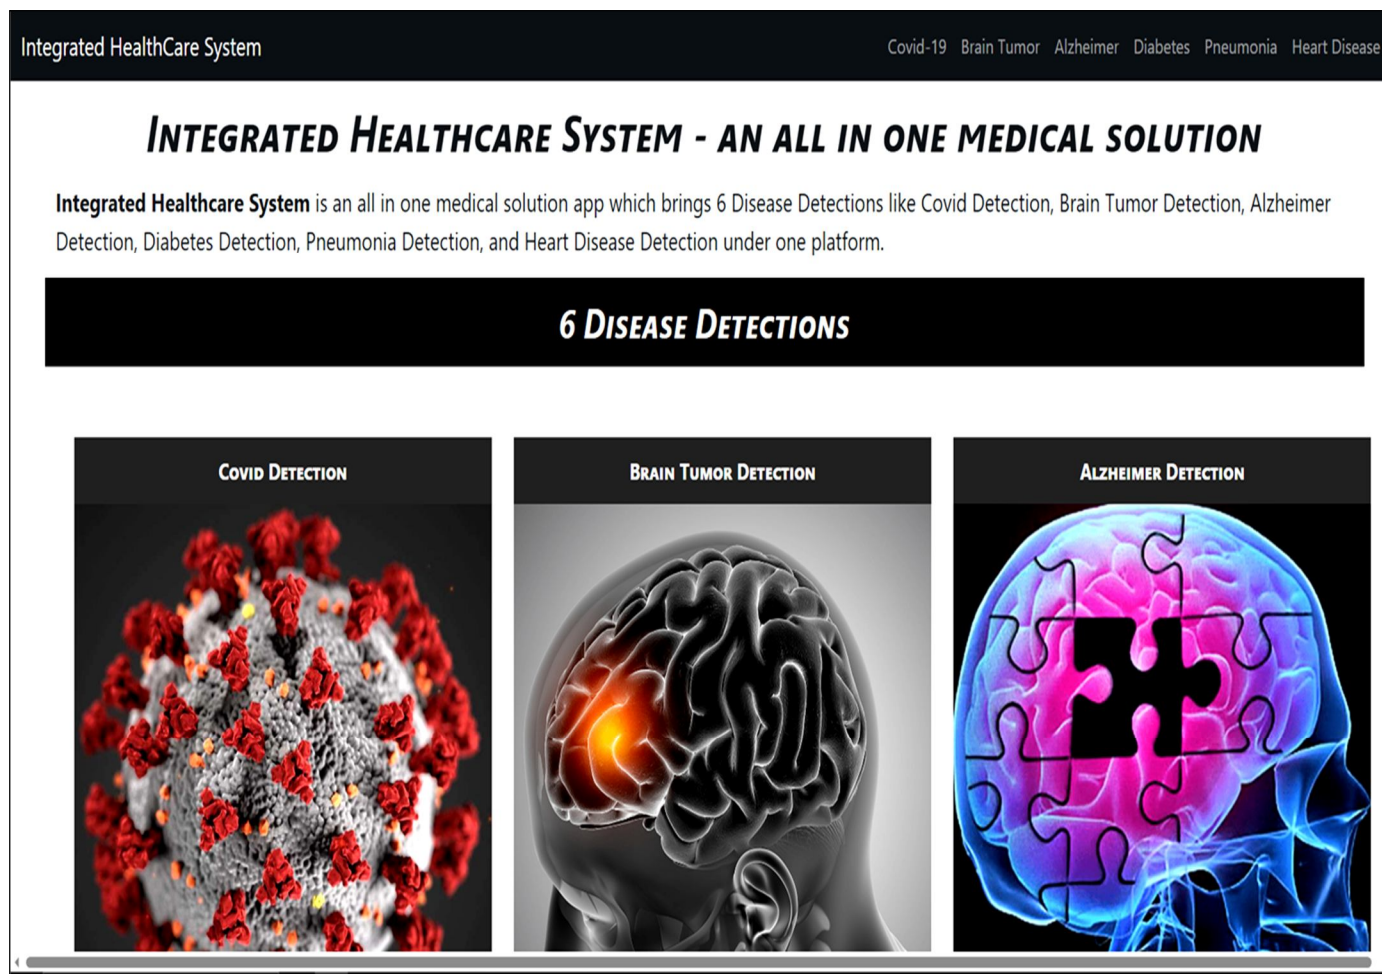 Integrated HealthCare System
Covid-19 Brain Tumor Alzheimer Diabetes Pneumonia Heart Disease
Integrated Healthcare System - an all in one medical solution
Integrated Healthcare System is an all in one medical solution app which brings 6 Disease Detections like Covid Detection, Brain Tumor Detection, Alzheimer
Detection, Diabetes Detection, Pneumonia Detection, and Heart Disease Detection under one platform.
6 Disease Detections
Covid Detection
Brain Tumor Detection
Alzheimer Detection